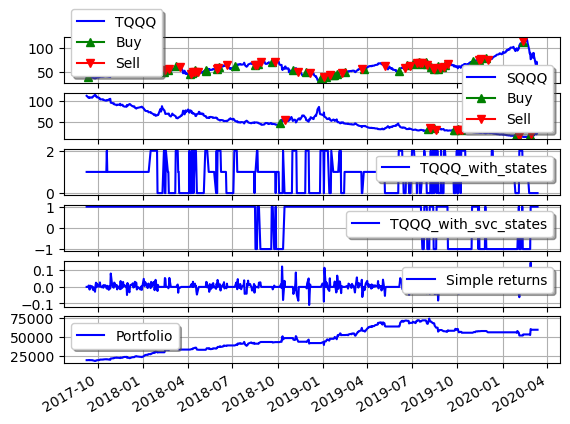 TQQQ
Buy
Sell
100
50
SQQQ
Buy
Sell
100
50
2
0
TQQQ_with_states
1
0
−1
TQQQ_with_svc_states
0.1
0.0
−0.1
Simple returns
75000
50000
25000
Portfolio
2017-10
2018-01
2018-04
2018-07
2018-10
2019-01
2019-04
2019-07
2019-10
2020-01
2020-04